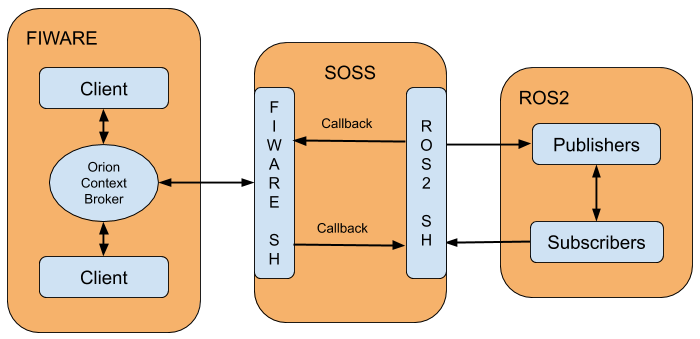 FIWARE
Client
Orion
Context
Broker
Client
SOSS
FIWARE SH
Callback
Callback
ROS2 SH
ROS2
Publishers
Subscribers